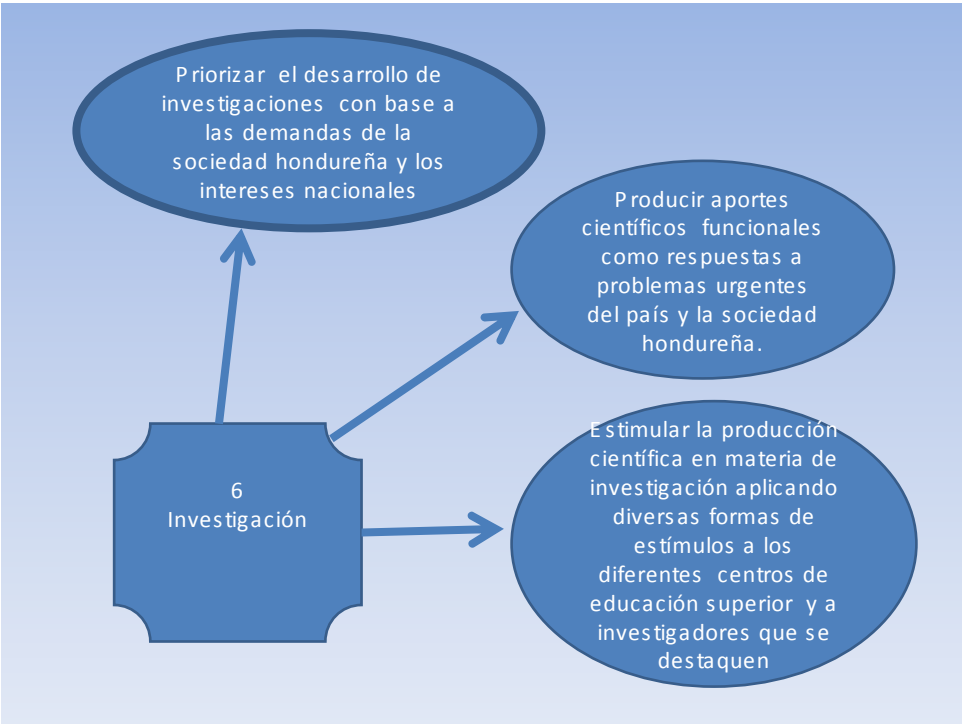 Priorizar el desarrollo de
investigaciones con base a
las demandas de la
sociedad hondureña y los
intereses nacionales
Producir aportes
científicos funcionales
como respuestas a
problemas urgentes
del país y la sociedad
hondureña.
Estimular la producción
científica en materia de
investigación aplicando
diversas formas de
estímulos a los
diferentes centros de
educación superior y a
investigadores que se
destaquen
6
Investigación